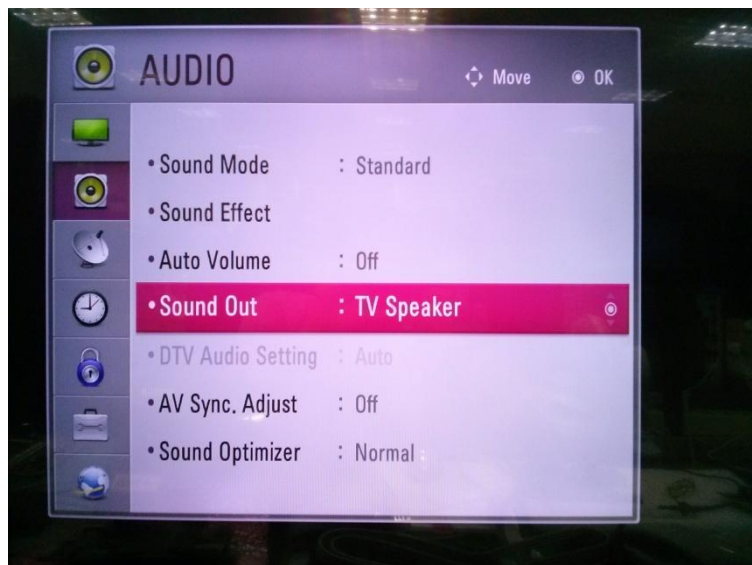 AUDIO Move OK
• Sound Mode : Standard
• Sound Effect
• Auto Volume : Off
• Sound Out : TV Speaker
• DTV Audio Setting : Auto
• AV Sync. Adjust : Off
• Sound Optimizer : Normal